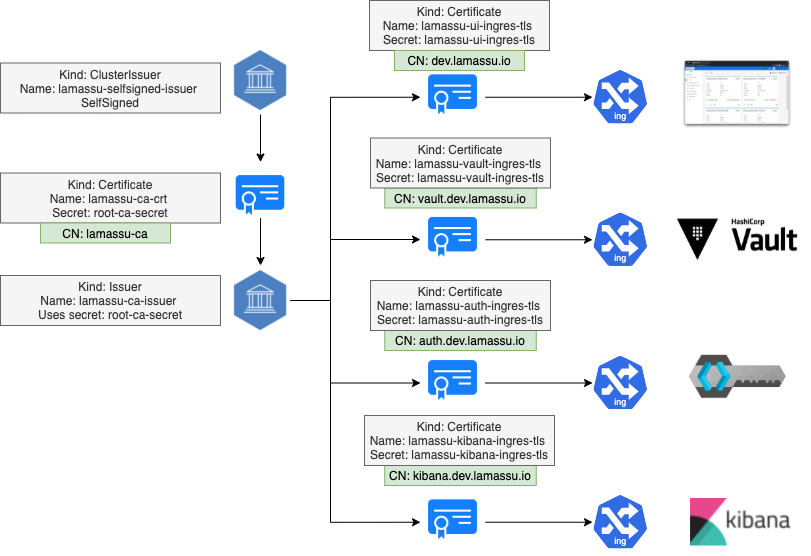 Kind: ClusterIssuer
Name: lamassu-selfsigned-issuer
SelfSigned
Kind: Certificate
Name: lamassu-ca-crt
Secret: root-ca-secret
CN: lamassu-ca
Kind: Issuer
Name: lamassu-ca-issuer
Uses secret: root-ca-secret
Kind: Certificate
Name: lamassu-ui-ingres-tls
Secret: lamassu-ui-ingres-tls
CN: dev.lamassu.io
ing
Kind: Certificate
Name: lamassu-vault-ingres-tls
Secret: lamassu-vault-ingres-tls
CN: vault.dev.lamassu.io
ing
HashiCorp
Vault
Kind: Certificate
Name: lamassu-auth-ingres-tls
Secret: lamassu-auth-ingres-tls
CN: auth.dev.lamassu.io
ing
Kind: Certificate
Name: lamassu-kibana-ingres-tls
Secret: lamassu-kibana-ingres-tls
CN: kibana.dev.lamassu.io
ing
kibana